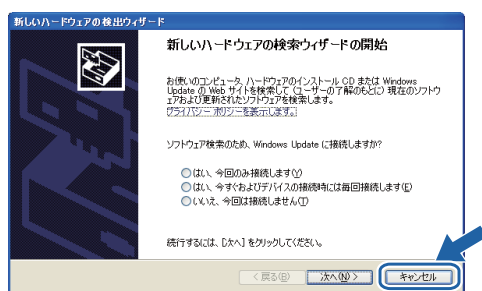 新しいハードウェアの検出ウィザード
新しいハードウェアの検索ウィザードの開始
お使いのコンピュータ、ハードウェアのインストール CD または Windows
Update の Web サイトを検索して (ユーザーの了解のもとに) 現在のソフトウ
ェアおよび更新されたソフトウェアを検索します。
プライバシー ポリシーを表示します。
ソフトウェア検索のため、Windows Update に接続しますか?
はい、今回のみ接続します(Y)
はい、今すぐおよびデバイスの接続時には毎回接続します(E)
いいえ、今回は接続しません(T)
続行するには、[次へ] をクリックしてください。
< 戻る(B) 次へ(N) > キャンセル